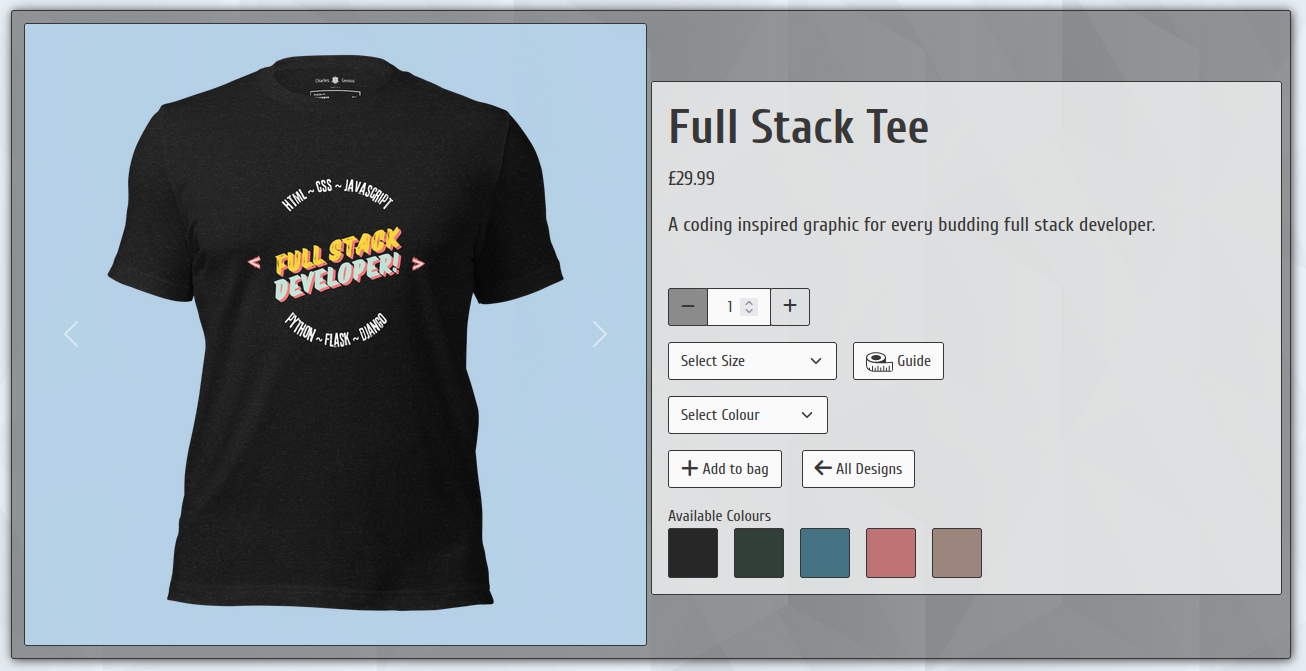 Charles Genius
HTML ~ CSS ~ JAVASCRIPT
< FULL STACK >
DEVELOPER!
PYTHON ~ FLASK ~ DJANGO
Full Stack Tee
£29.99
A coding inspired graphic for every budding full stack developer.
− 1 +
Select Size
Guide
Select Colour
+ Add to bag
All Designs
Available Colours